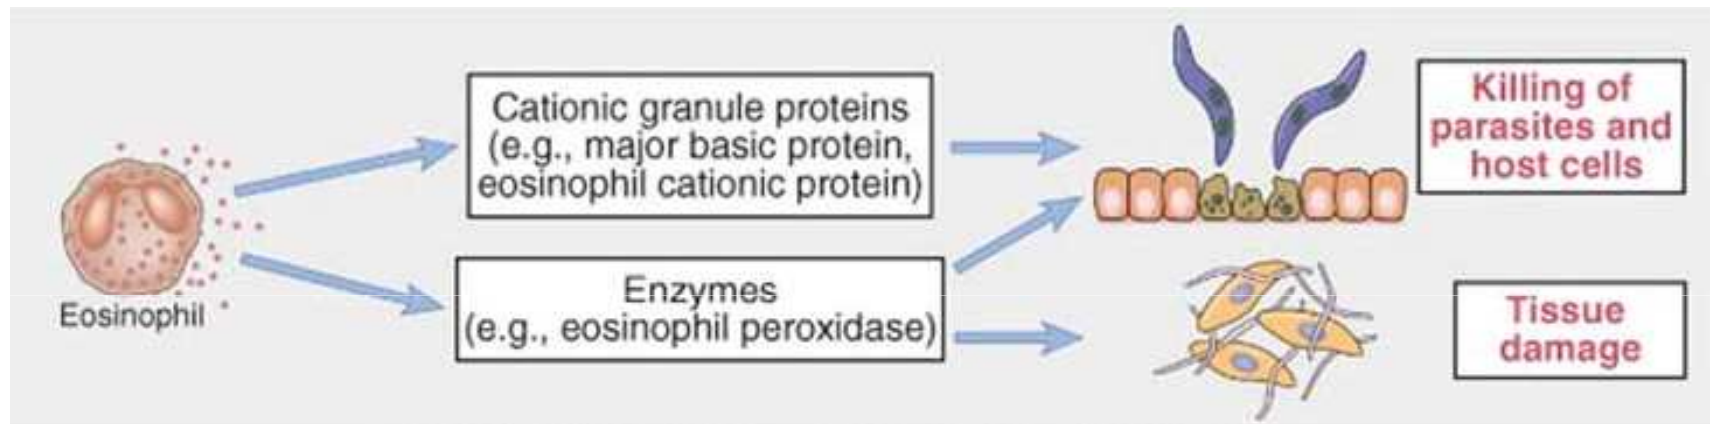 Eosinophil
Cationic granule proteins
(e.g., major basic protein,
eosinophil cationic protein)
Enzymes
(e.g., eosinophil peroxidase)
Killing of
parasites and
host cells
Tissue
damage